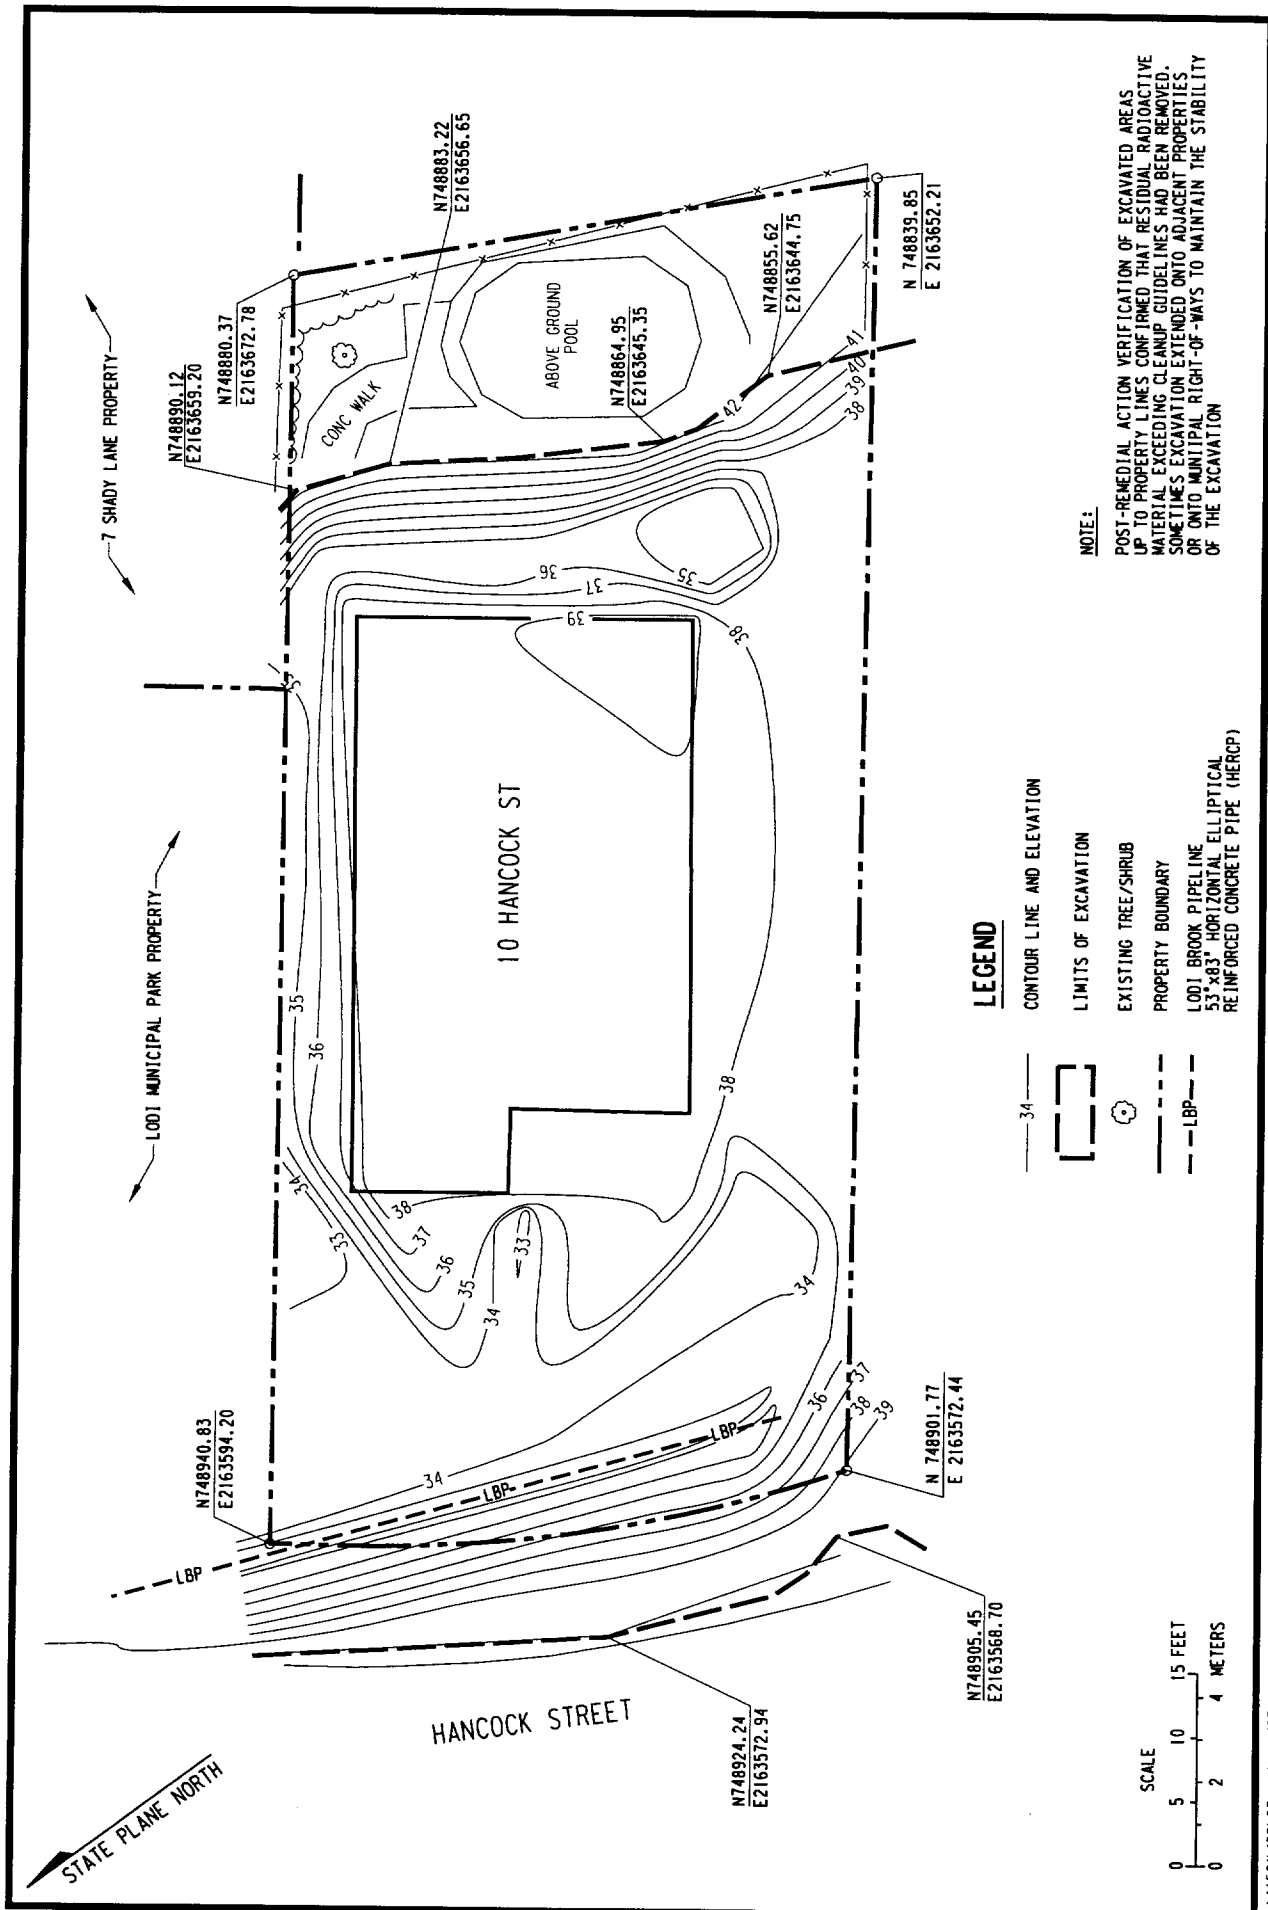 STATE PLANE NORTH
HANCOCK STREET
LODI MUNICIPAL PARK PROPERTY
7 SHADY LANE PROPERTY
N748940.83
E2163594.20
N748890.12
E2163659.20
N748880.37
E2163672.78
N748883.22
E2163656.65
N748864.95
E2163645.35
N748855.62
E2163644.75
N 748839.85
E 2163652.21
N 748901.77
E 2163572.44
N748905.45
E2163568.70
N748924.24
E2163572.94
CONC WALK
ABOVE GROUND
POOL
10 HANCOCK ST
LBP
LBP
LBP
34
33
34
35
36
35
38
37
36
35
34
33
34
34
36
37
38
39
38
38
39
37
36
35
42
41
40
39
38
LEGEND
34 CONTOUR LINE AND ELEVATION
LIMITS OF EXCAVATION
EXISTING TREE/SHRUB
PROPERTY BOUNDARY
LBP LODI BROOK PIPELINE
53"x83" HORIZONTAL ELLIPTICAL
REINFORCED CONCRETE PIPE (HERCP)
NOTE:
POST-REMEDIAL ACTION VERIFICATION OF EXCAVATED AREAS
UP TO PROPERTY LINES CONFIRMED THAT RESIDUAL RADIOACTIVE
MATERIAL EXCEEDING CLEANUP GUIDELINES HAD BEEN REMOVED.
SOMETIMES EXCAVATION EXTENDED ONTO ADJACENT PROPERTIES
OR ONTO MUNIIPAL RIGHT-OF-WAYS TO MAINTAIN THE STABILITY
OF THE EXCAVATION
SCALE
0 5 10 15 FEET
0 2 4 METERS